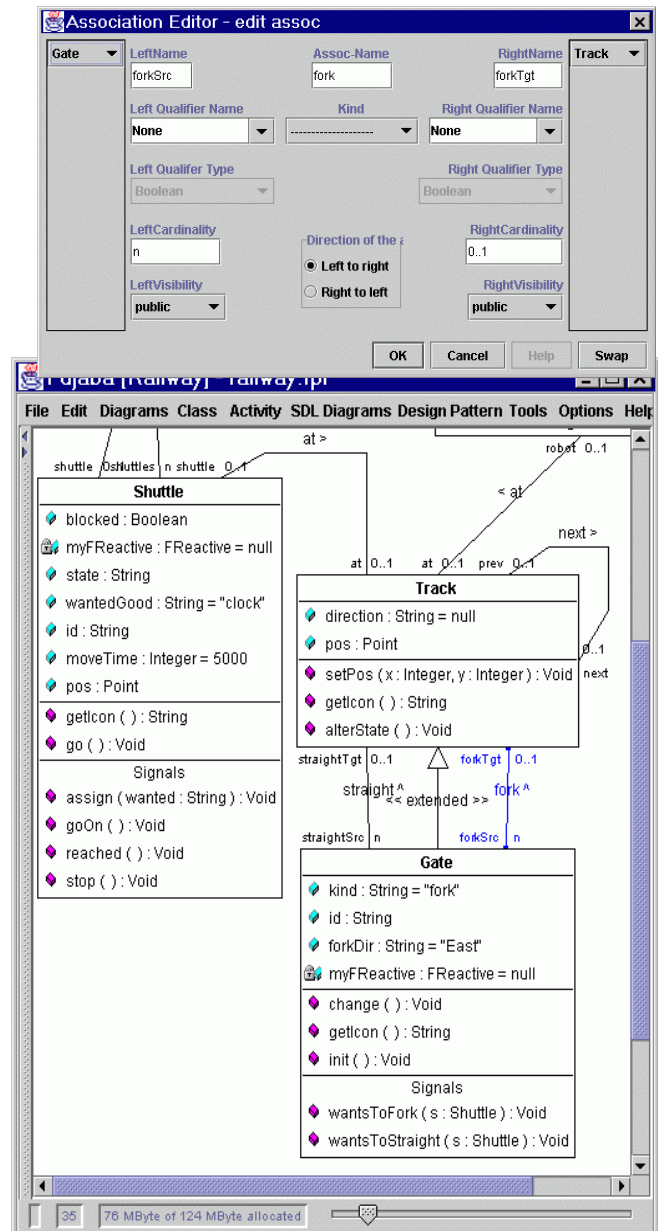 Association Editor - edit assoc
Gate
LeftName
Assoc-Name
RightName
Track
forkSrc
fork
forkTgt
Left Qualifier Name
Kind
Right Qualifier Name
None
--------------------
None
Left Qualifer Type
Right Qualifier Type
Boolean
Boolean
LeftCardinality
Direction of the a
RightCardinality
n
0..1
Left to right
Right to left
LeftVisibility
RightVisibility
public
public
OK
Cancel
Help
Swap
Fujaba [Railway] - railway.fpr
File Edit Diagrams Class Activity SDL Diagrams Design Pattern Tools Options Help
at >
robot 0..1
shuttle
shuttles n shuttle 0..1
< at
next >
Shuttle
blocked : Boolean
myFReactive : FReactive = null
state : String
wantedGood : String = "clock"
id : String
moveTime : Integer = 5000
pos : Point
getIcon ( ) : String
go ( ) : Void
Signals
assign ( wanted : String ) : Void
goOn ( ) : Void
reached ( ) : Void
stop ( ) : Void
at 0..1 at 0..1 prev 0..1
Track
direction : String = null
pos : Point
setPos ( x : Integer, y : Integer ) : Void
getIcon ( ) : String
alterState ( ) : Void
0..1
next
straightTgt 0..1
forkTgt 0..1
straight ^
<< extended >>
fork ^
straightSrc n
forkSrc n
Gate
kind : String = "fork"
id : String
forkDir : String = "East"
myFReactive : FReactive = null
change ( ) : Void
getIcon ( ) : String
init ( ) : Void
Signals
wantsToFork ( s : Shuttle ) : Void
wantsToStraight ( s : Shuttle ) : Void
35
76 MByte of 124 MByte allocated